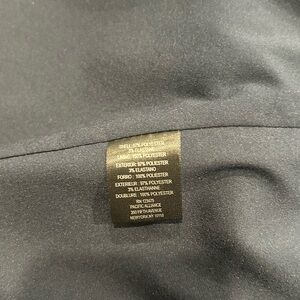 SHELL: 97% POLYESTER
3% ELASTANE
LINING: 100% POLYESTER
EXTERIOR: 97% POLYESTER
3% ELASTANO
FORRO : 100% POLYESTER
EXTERIEUR : 97% POLYESTER
3% ELASTHANNE
DOUBLURE : 100% POLYESTER
RN: 123475
PACIFIC ALLIANCE
350 FIFTH AVENUE
NEW YORK NY 10118